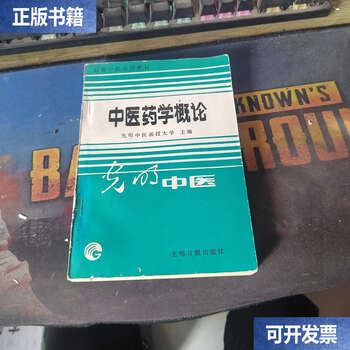 正版书籍
中医药学概论
光明中医函授大学 主编
光明中医
光明日报出版社
KNOWN'S
BATTLEGROUNDS
可开发票